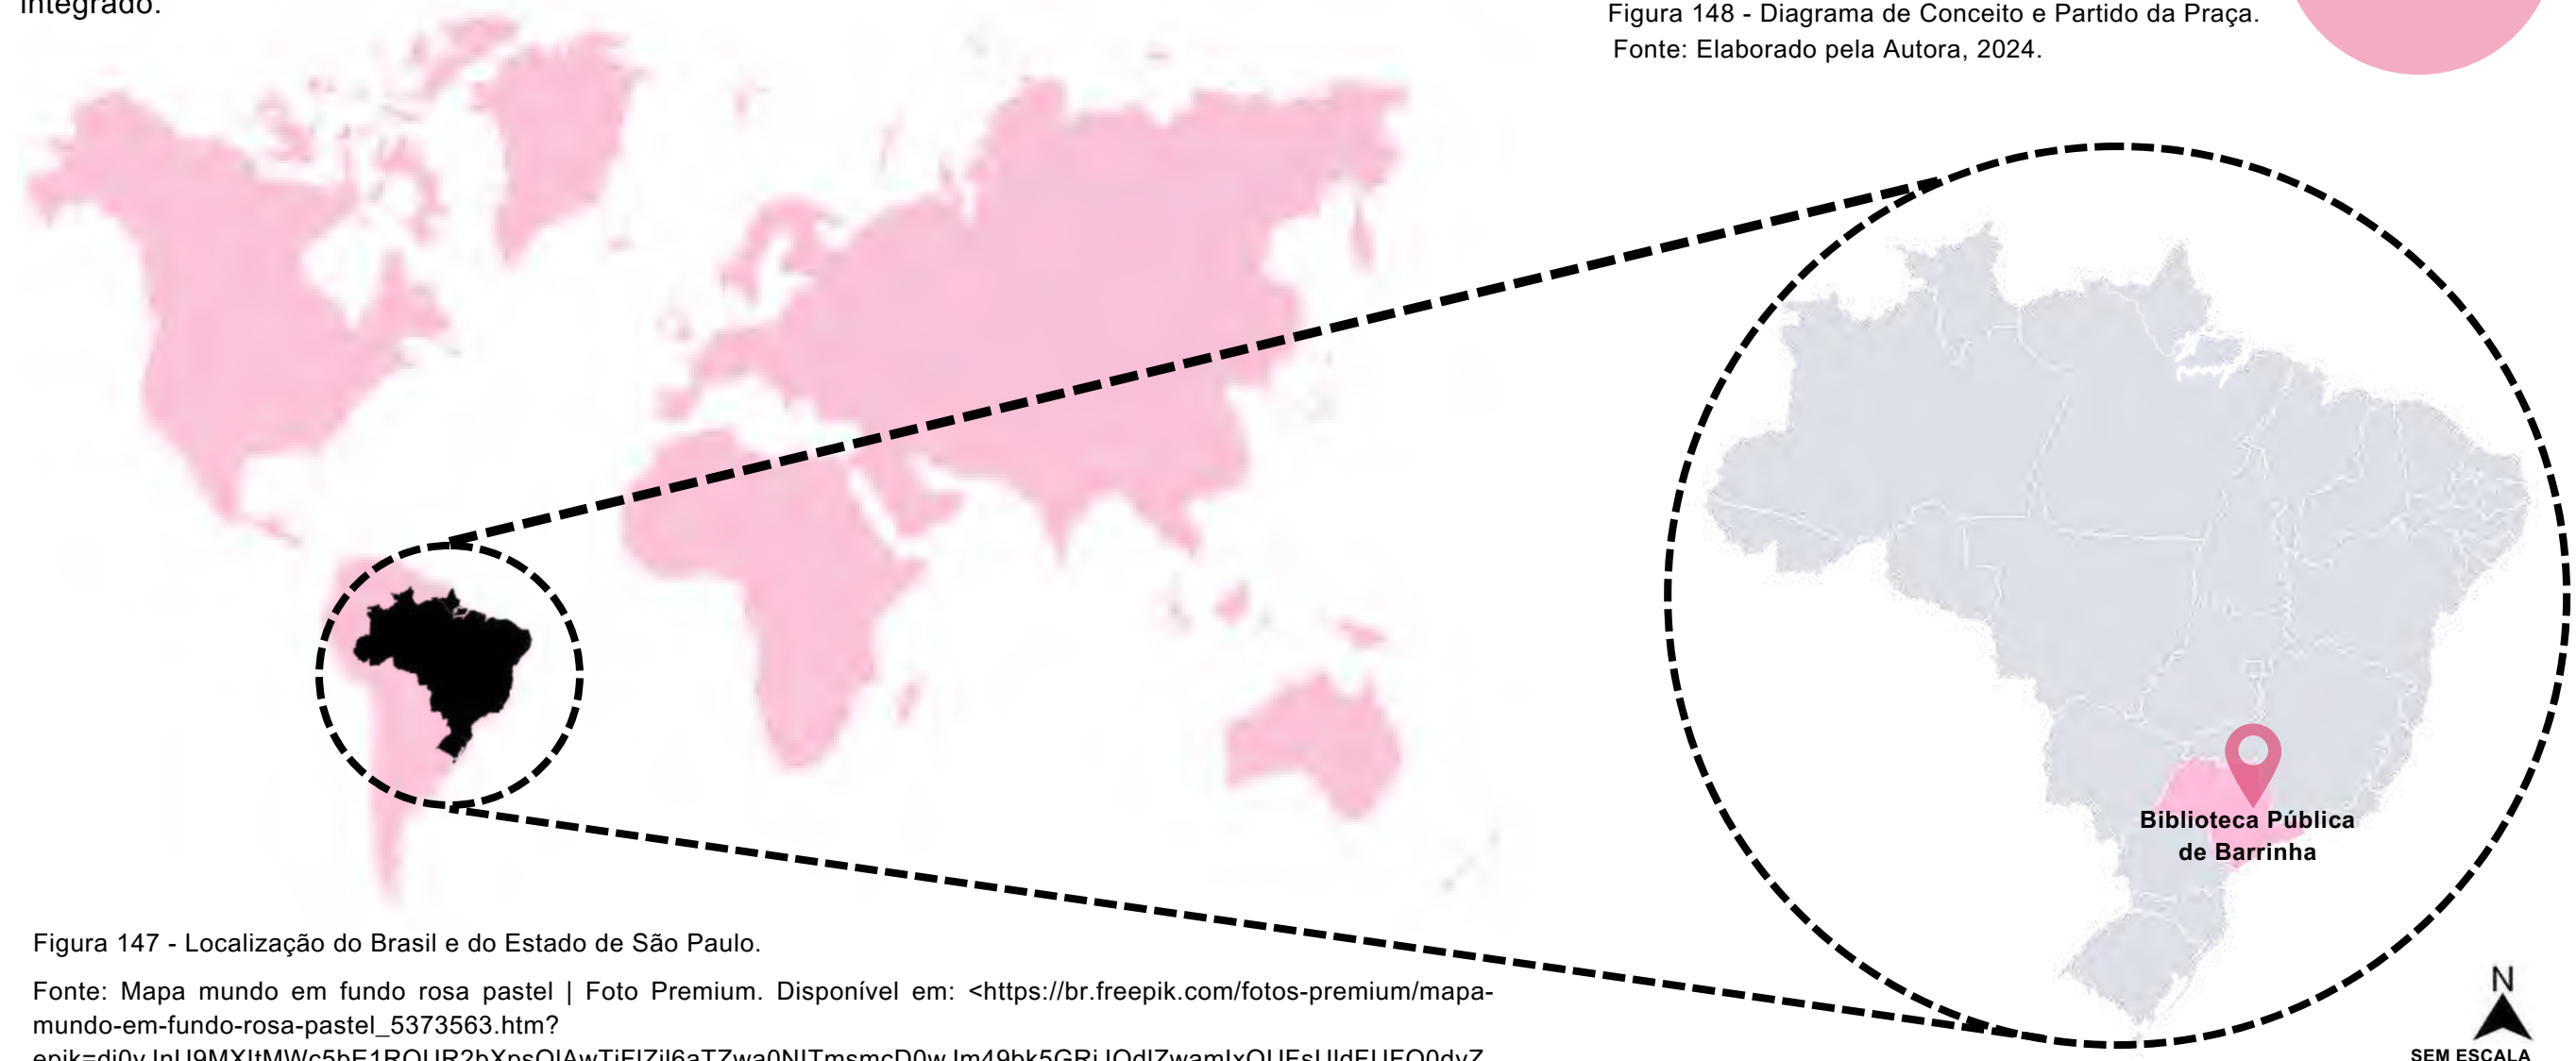 integrado.
Figura 148 - Diagrama de Conceito e Partido da Praça.
Fonte: Elaborado pela Autora, 2024.
Biblioteca Pública
de Barrinha
Figura 147 - Localização do Brasil e do Estado de São Paulo.
Fonte: Mapa mundo em fundo rosa pastel | Foto Premium. Disponível em: <https://br.freepik.com/fotos-premium/mapa-
mundo-em-fundo-rosa-pastel_5373563.htm?
N
SEM ESCALA